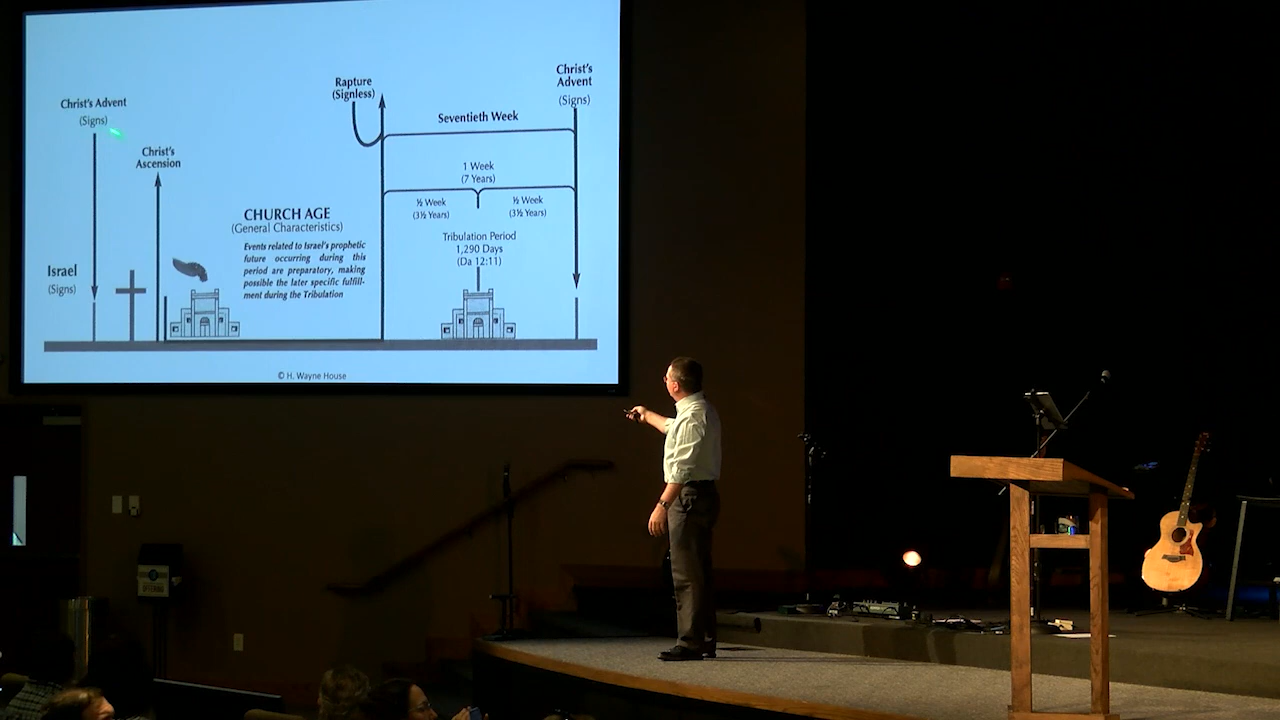 Christ's Advent
(Signs)
Christ's
Ascension
Israel
(Signs)
CHURCH AGE
(General Characteristics)
Events related to Israel's prophetic
future occurring during this
period are preparatory, making
possible the later specific fulfill-
ment during the Tribulation
Rapture
(Signless)
Seventieth Week
Christ's
Advent
(Signs)
1 Week
(7 Years)
½ Week
(3½ Years)
½ Week
(3½ Years)
Tribulation Period
1,290 Days
(Da 12:11)
© H. Wayne House
OFFERING